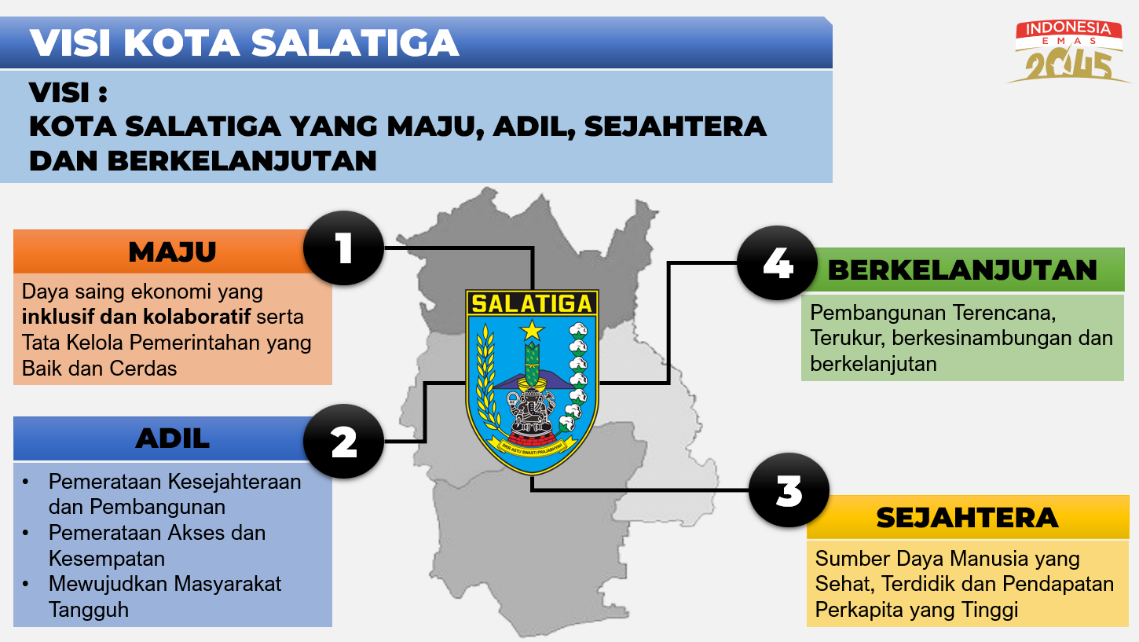 VISI KOTA SALATIGA
INDONESIA
EMAS
2045
VISI :
KOTA SALATIGA YANG MAJU, ADIL, SEJAHTERA
DAN BERKELANJUTAN
1
MAJU
Daya saing ekonomi yang
inklusif dan kolaboratif serta
Tata Kelola Pemerintahan yang
Baik dan Cerdas
2
ADIL
• Pemerataan Kesejahteraan
dan Pembangunan
• Pemerataan Akses dan
Kesempatan
• Mewujudkan Masyarakat
Tangguh
SALATIGA
4
BERKELANJUTAN
Pembangunan Terencana,
Terukur, berkesinambungan dan
berkelanjutan
3
SEJAHTERA
Sumber Daya Manusia yang
Sehat, Terdidik dan Pendapatan
Perkapita yang Tinggi